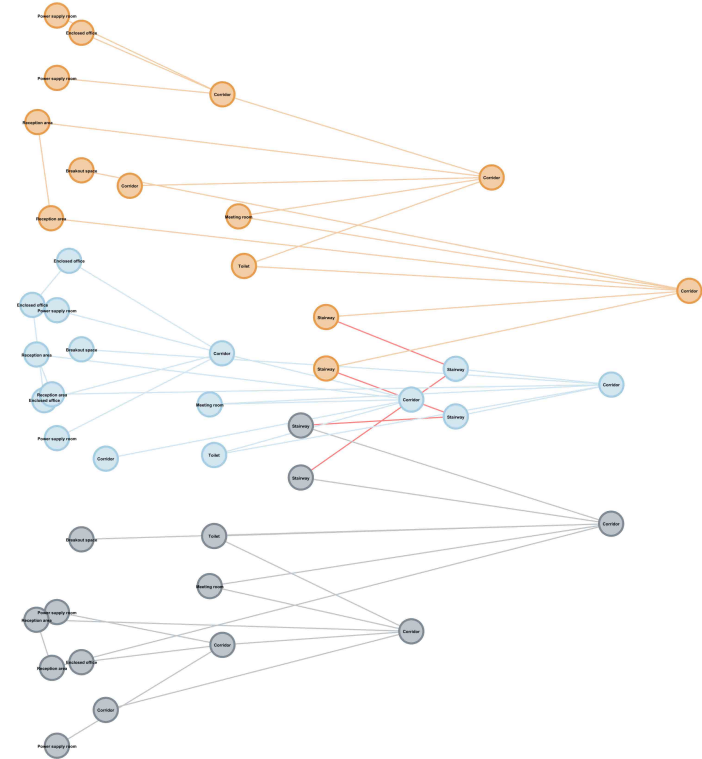 Power supply room
Enclosed office
Power supply room
Corridor
Reception area
Breakout space
Corridor
Corridor
Meeting room
Reception area
Toilet
Enclosed office
Corridor
Enclosed office
Power supply room
Stairway
Breakout space
Corridor
Reception area
Stairway
Stairway
Corridor
Reception area
Enclosed office
Meeting room
Corridor
Stairway
Stairway
Power supply room
Toilet
Corridor
Stairway
Corridor
Breakout space
Toilet
Meeting room
Power supply room
Reception area
Corridor
Corridor
Enclosed office
Reception area
Corridor
Power supply room